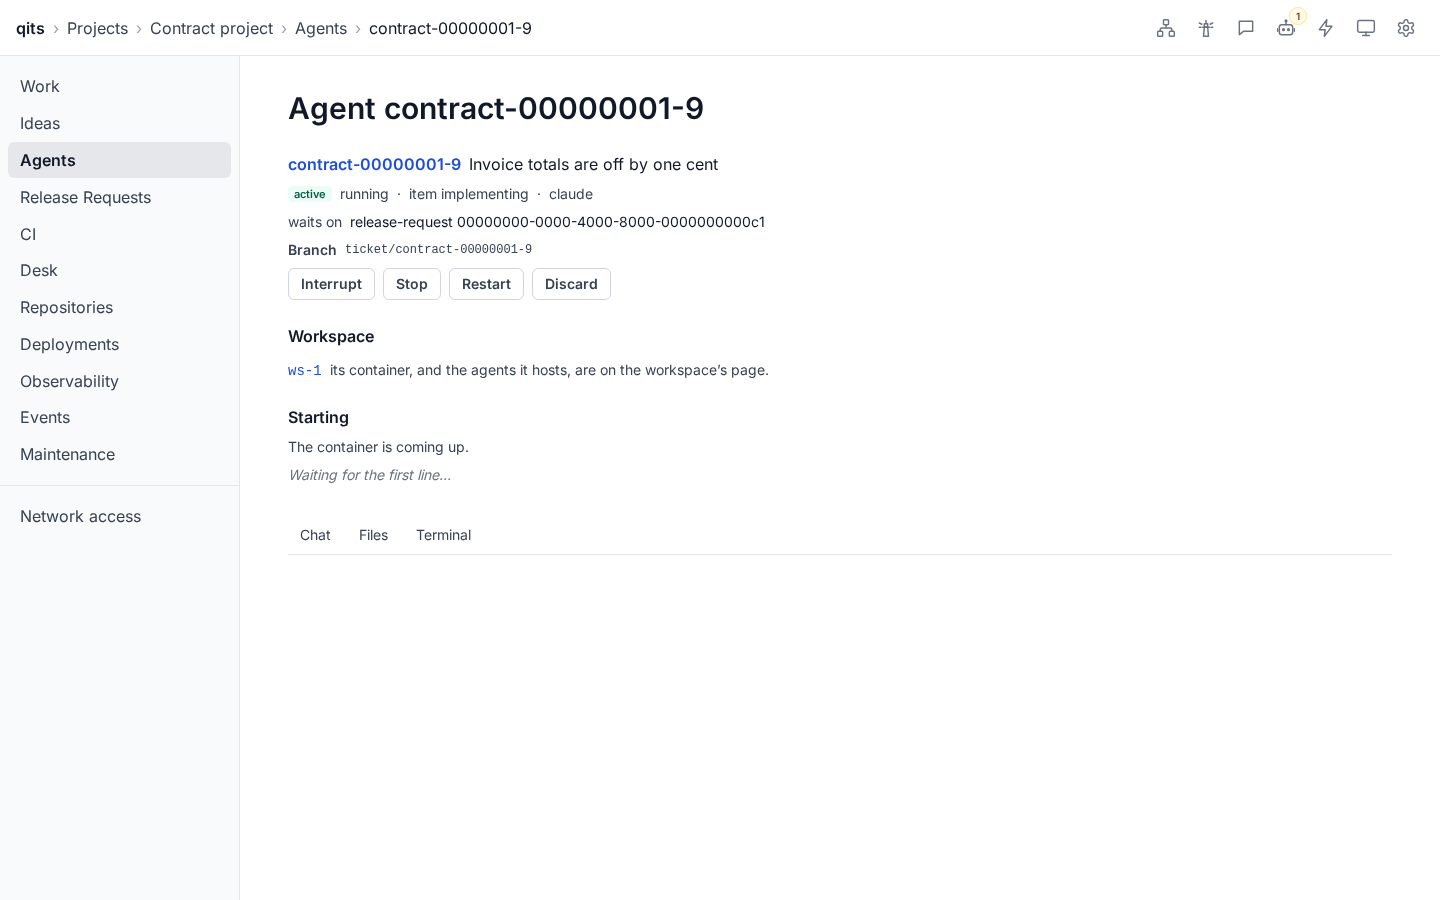 qits › Projects › Contract project › Agents › contract-00000001-9
1
Work
Ideas
Agents
Release Requests
CI
Desk
Repositories
Deployments
Observability
Events
Maintenance
Network access
Agent contract-00000001-9
contract-00000001-9 Invoice totals are off by one cent
active running · item implementing · claude
waits on release-request 00000000-0000-4000-8000-0000000000c1
Branch ticket/contract-00000001-9
Interrupt Stop Restart Discard
Workspace
ws-1 its container, and the agents it hosts, are on the workspace’s page.
Starting
The container is coming up.
Waiting for the first line…
Chat Files Terminal